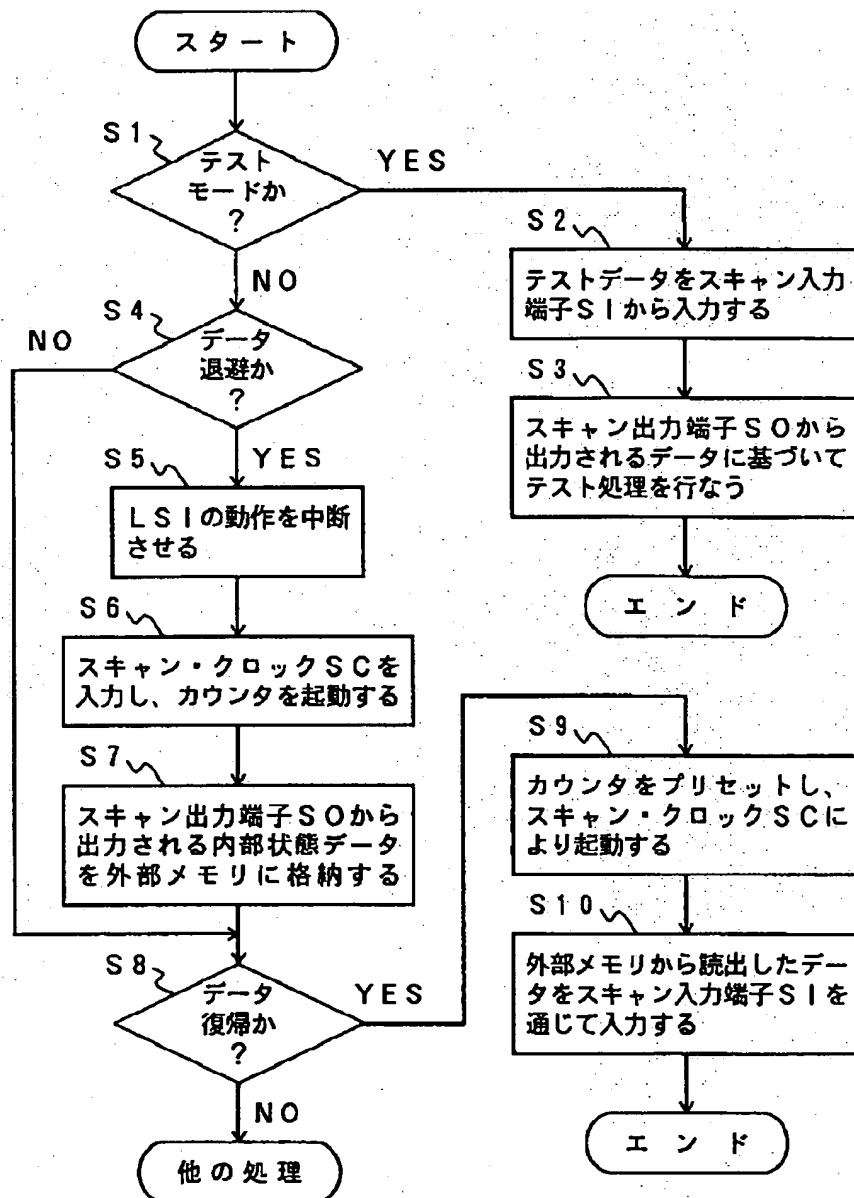 スタート
S1
テスト
モードか
?
YES
NO
S2
テストデータをスキャン入力
端子SIから入力する
S3
スキャン出力端子SOから
出力されるデータに基づいて
テスト処理を行なう
エンド
S4
データ
退避か
?
NO
YES
S5
LSIの動作を中断
させる
S6
スキャン・クロックSCを
入力し、カウンタを起動する
S7
スキャン出力端子SOから
出力される内部状態データ
を外部メモリに格納する
S8
データ
復帰か
?
YES
NO
他の処理
S9
カウンタをプリセットし、
スキャン・クロックSCに
より起動する
S10
外部メモリから読出したデー
タをスキャン入力端子SIを
通じて入力する
エンド